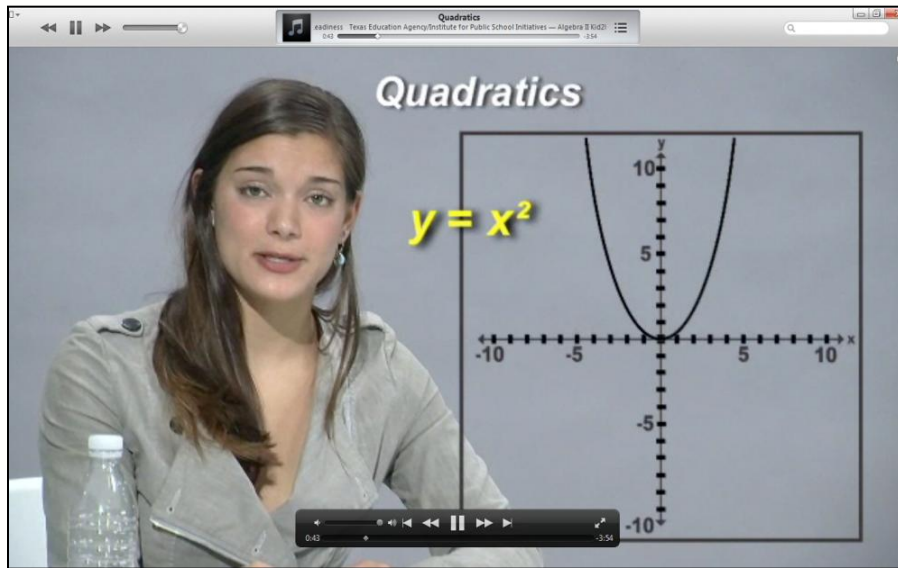 Quadratics
eadiness Texas Education Agency/Institute for Public School Initiatives — Algebra II Kid2
0:43
-3:54
Quadratics
y = x²
y
10
5
-10
-5
5
10
x
-5
-10
0:43
-3:54